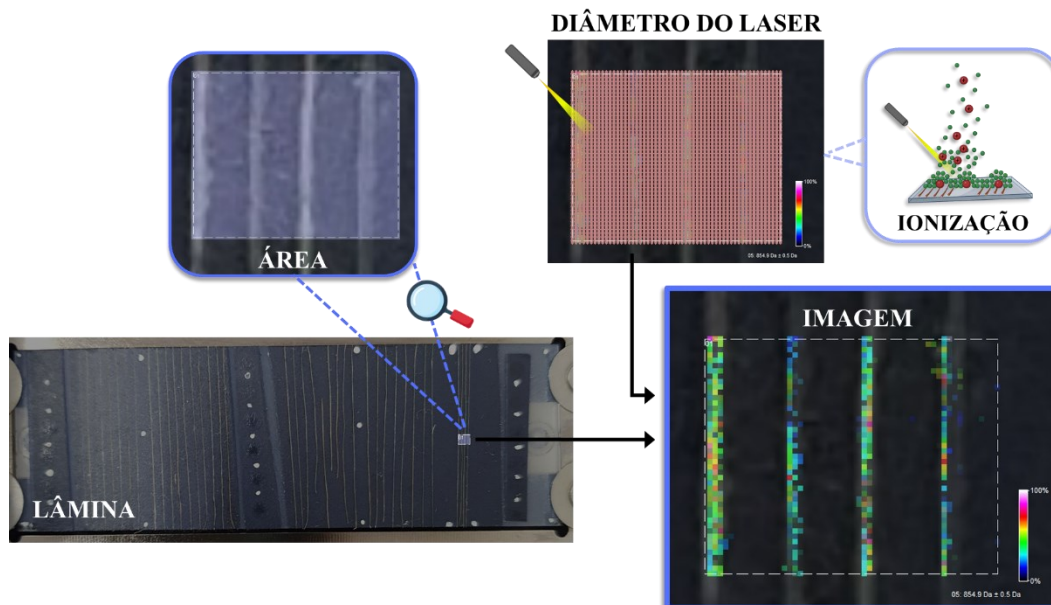 DIÂMETRO DO LASER
100%
0%
05: 854.9 Da ± 0.5 Da
ÁREA
IONIZAÇÃO
IMAGEM
LÂMINA
100%
0%
05: 854.9 Da ± 0.5 Da